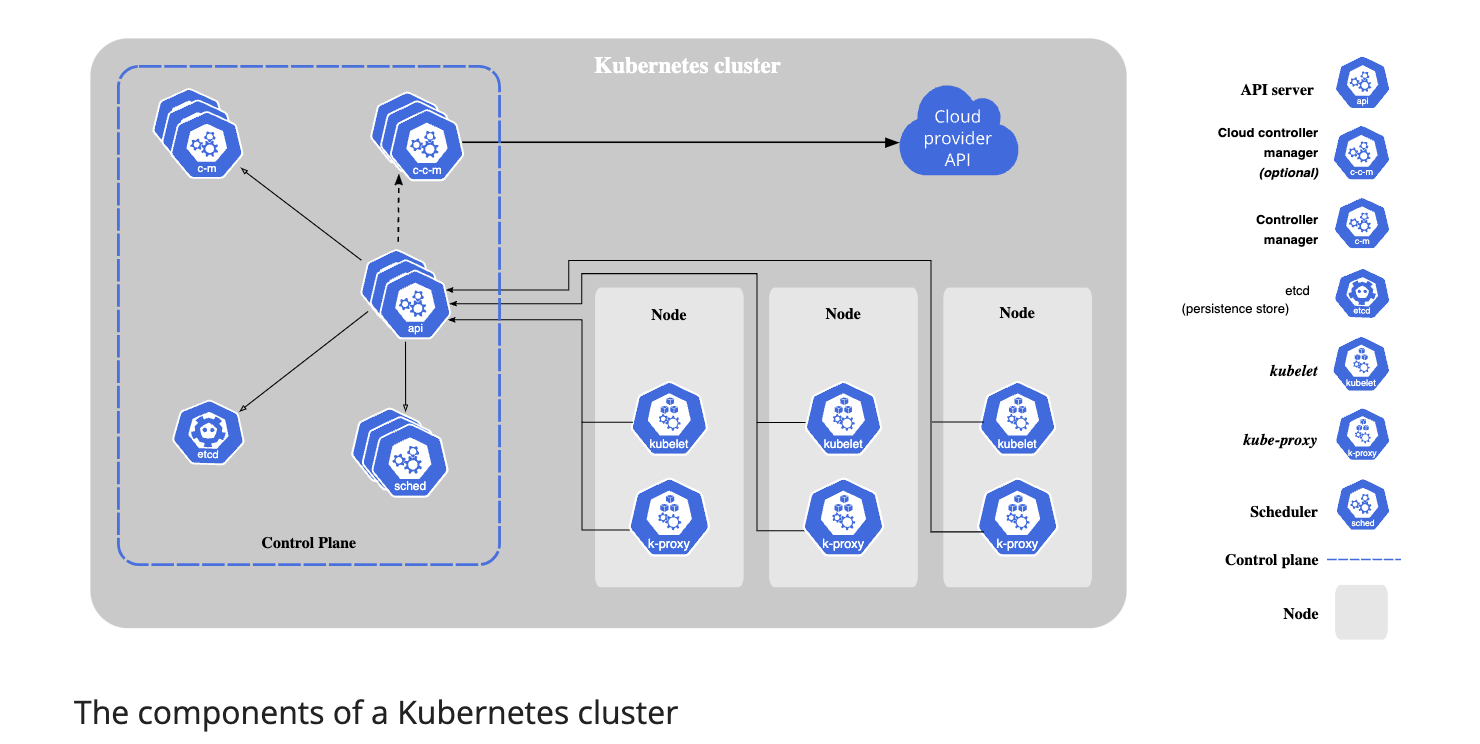 Kubernetes cluster
c-m
c-c-m
Cloud
provider
API
api
Node
Node
Node
kubelet
kubelet
kubelet
etcd
sched
k-proxy
k-proxy
k-proxy
Control Plane
API server
api
Cloud controller
manager
(optional)
c-c-m
Controller
manager
c-m
etcd
(persistence store)
etcd
kubelet
kubelet
kube-proxy
k-proxy
Scheduler
sched
Control plane
Node
The components of a Kubernetes cluster